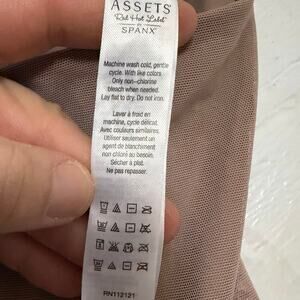 ASSETS®
Red Hot Label™
BY
SPANX®
Machine wash cold, gentle
cycle. With like colors.
Only non-chlorine
bleach when needed.
Lay flat to dry. Do not iron.
Laver à froid en
machine, cycle délicat.
Avec couleurs similaires.
Utiliser seulement un
agent de blanchiment
non chloré au besoin.
Sécher à plat.
Ne pas repasser.
RN112121